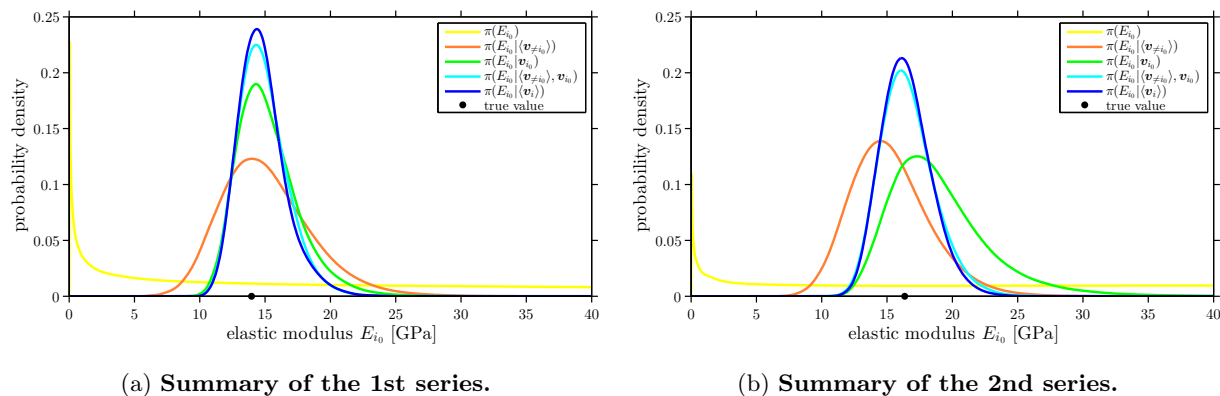 0.25
0.2
0.15
0.1
0.05
0
probability density
0 5 10 15 20 25 30 35 40
elastic modulus E_{i_0} [GPa]
π(E_{i_0})
π(E_{i_0}|⟨v_{≠i_0}⟩)
π(E_{i_0}|v_{i_0})
π(E_{i_0}|⟨v_{≠i_0}⟩, v_{i_0})
π(E_{i_0}|⟨v_i⟩)
true value
(a) Summary of the 1st series.
0.25
0.2
0.15
0.1
0.05
0
probability density
0 5 10 15 20 25 30 35 40
elastic modulus E_{i_0} [GPa]
π(E_{i_0})
π(E_{i_0}|⟨v_{≠i_0}⟩)
π(E_{i_0}|v_{i_0})
π(E_{i_0}|⟨v_{≠i_0}⟩, v_{i_0})
π(E_{i_0}|⟨v_i⟩)
true value
(b) Summary of the 2nd series.